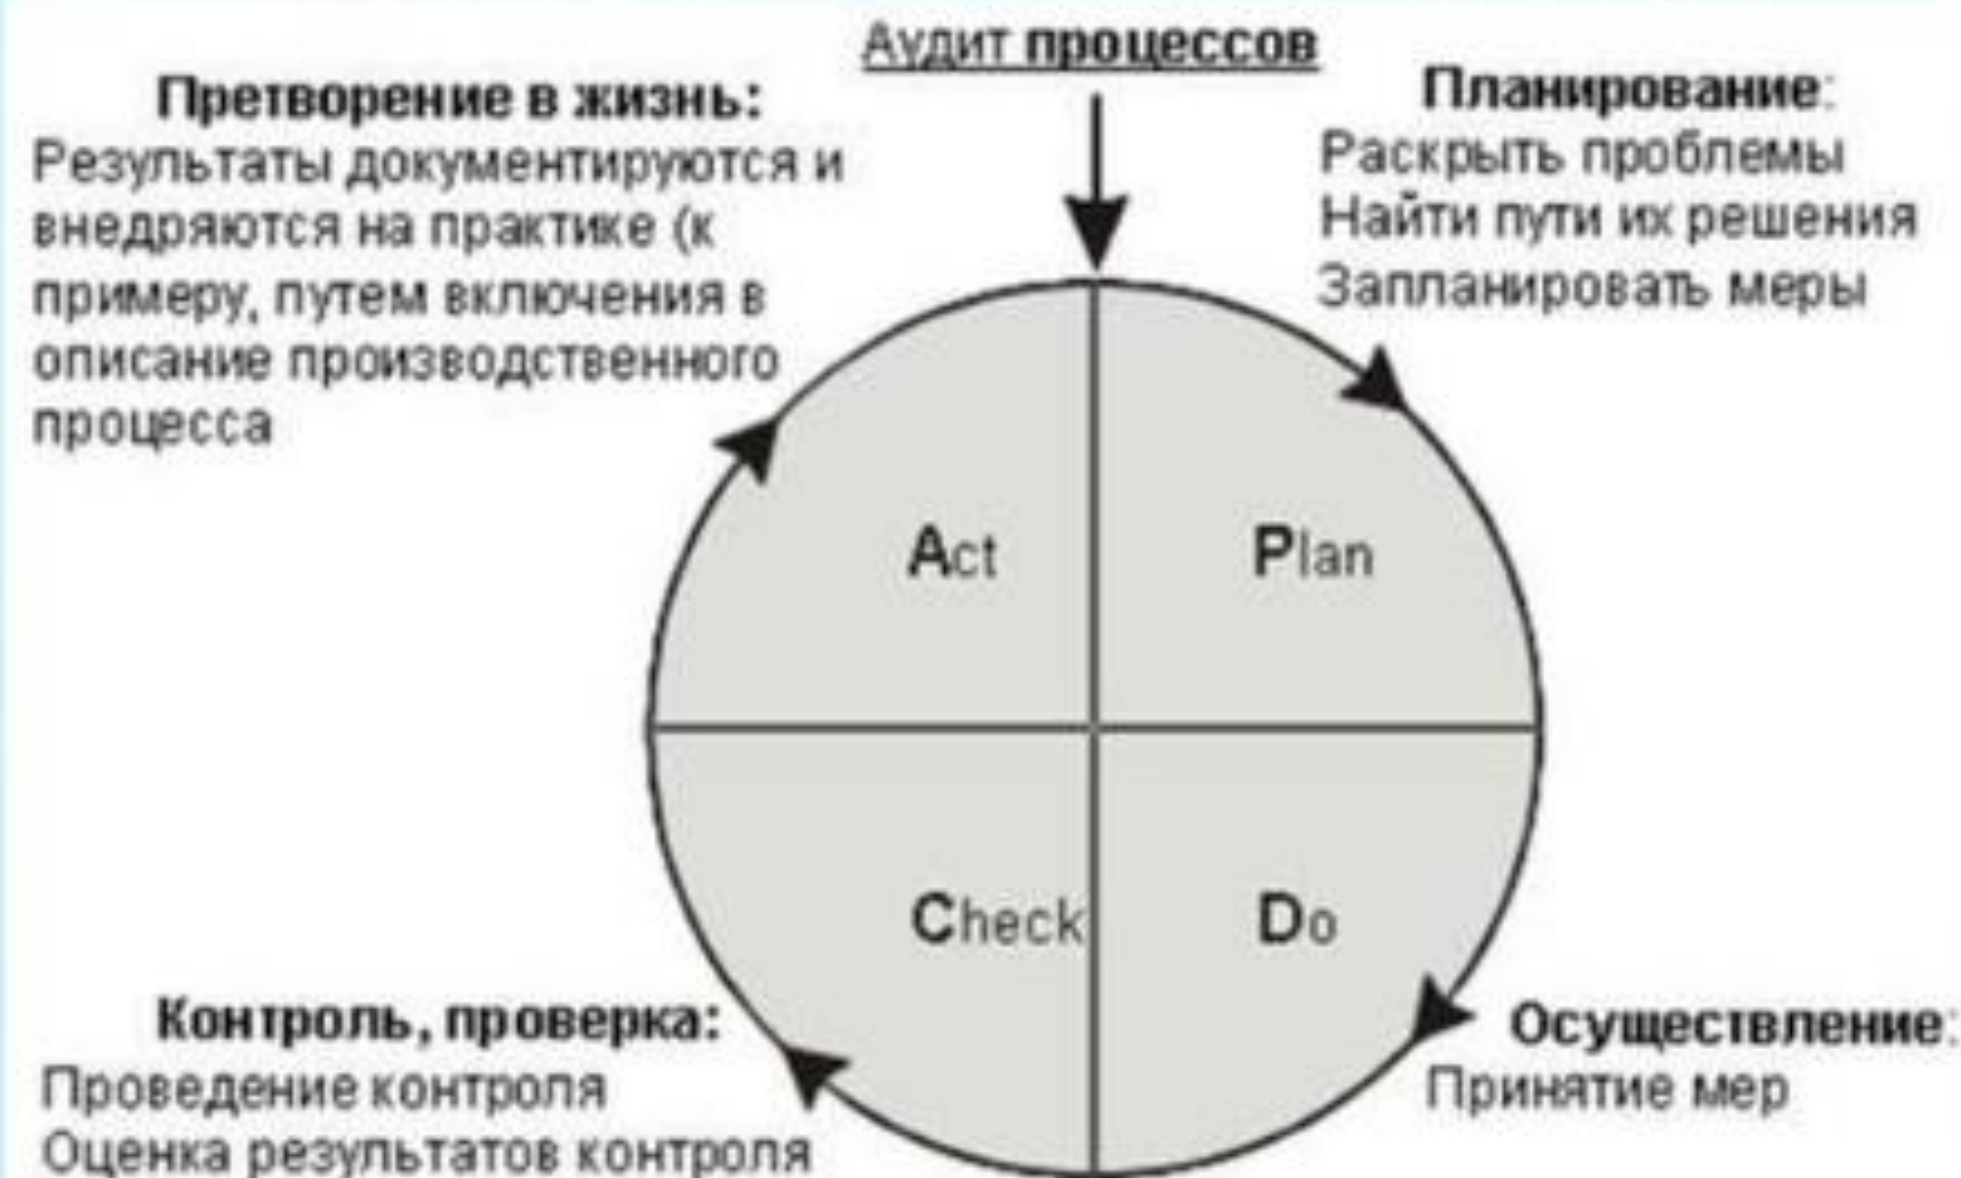 Аудит процессов
Претворение в жизнь:
Результаты документируются и
внедряются на практике (к
примеру, путем включения в
описание производственного
процесса
Планирование:
Раскрыть проблемы
Найти пути их решения
Запланировать меры
Act
Plan
Check
Do
Контроль, проверка:
Проведение контроля
Оценка результатов контроля
Осуществление:
Принятие мер